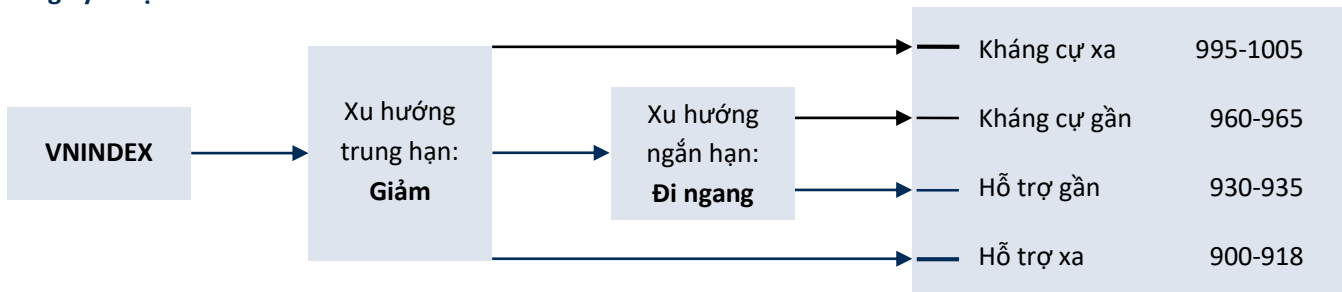 VNINDEX
Xu hướng
trung hạn:
Giảm
Xu hướng
ngắn hạn:
Đi ngang
Kháng cự xa 995-1005
Kháng cự gần 960-965
Hỗ trợ gần 930-935
Hỗ trợ xa 900-918